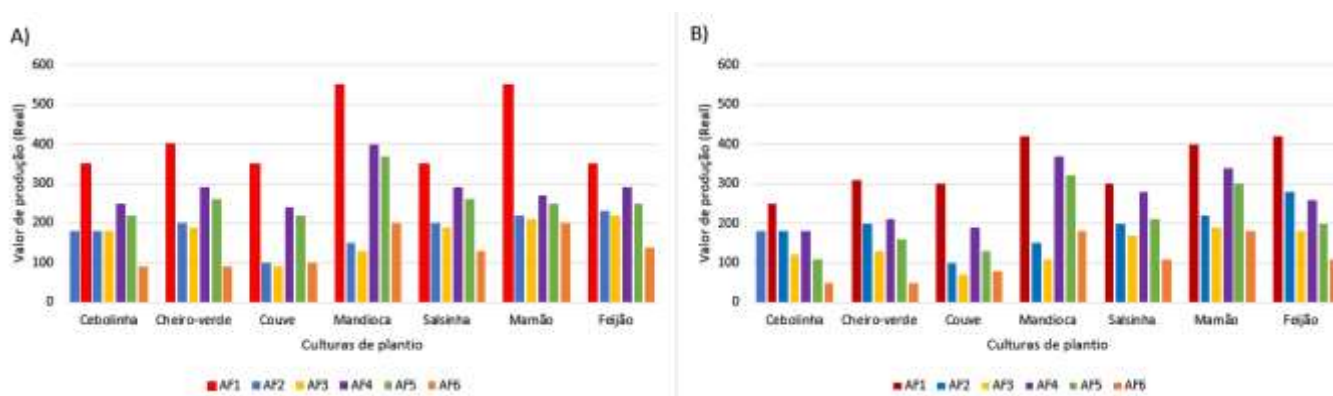 A)
Valor de produção (Real)
600
500
400
300
200
100
0
Cebolinha Cheiro-verde Couve Mandioca Salsinha Mamão Feijão
Culturas de plantio
AF1 AF2 AF3 AF4 AF5 AF6
B)
Valor de produção (Real)
600
500
400
300
200
100
0
Cebolinha Cheiro-verde Couve Mandioca Salsinha Mamão Feijão
Culturas de plantio
AF1 AF2 AF3 AF4 AF5 AF6